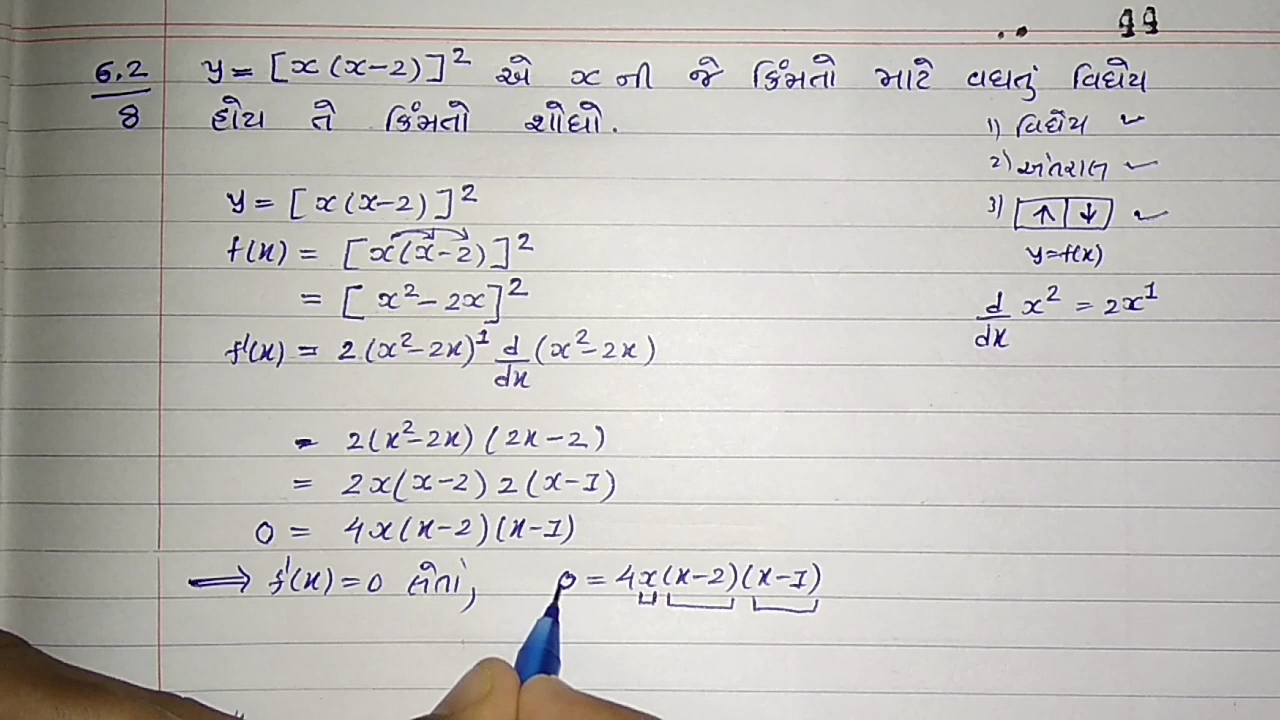 99
6.2/8 y = [x(x-2)]² એ x ની જે કિંમતો માટે વધતું વિધેય
હોય તે કિંમતો શોધો.
1) વિધેય ✓
2) અંતરાલ ✓
3) ↑ ↓ ✓
y=f(x)
y = [x(x-2)]²
f(x) = [x(x-2)]²
= [x²-2x]²
d/dx x² = 2x¹
f'(x) = 2(x²-2x)¹ d/dx (x²-2x)
= 2(x²-2x)(2x-2)
= 2x(x-2) 2(x-1)
0 = 4x(x-2)(x-1)
⟹ f'(x)=0 લેતાં, 0 = 4x(x-2)(x-1)